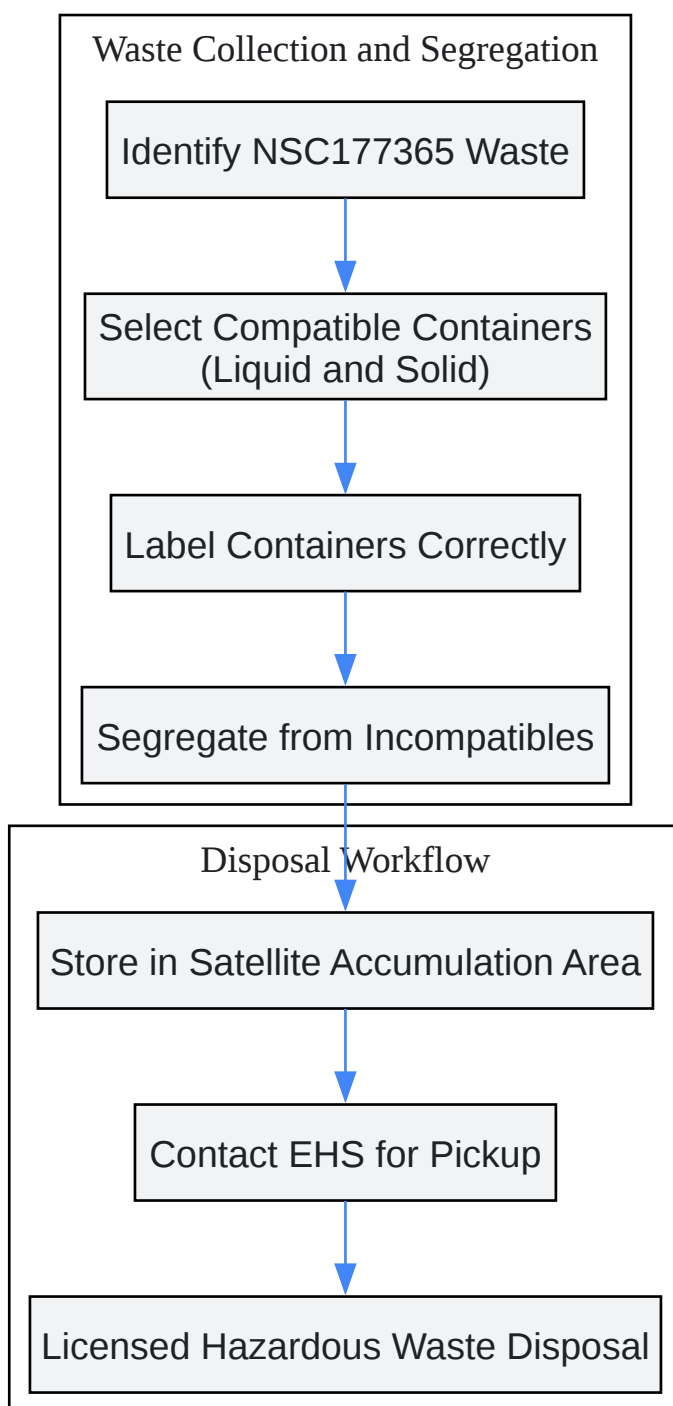 Waste Collection and Segregation
Identify NSC177365 Waste
Select Compatible Containers
(Liquid and Solid)
Label Containers Correctly
Segregate from Incompatibles
Disposal Workflow
Store in Satellite Accumulation Area
Contact EHS for Pickup
Licensed Hazardous Waste Disposal